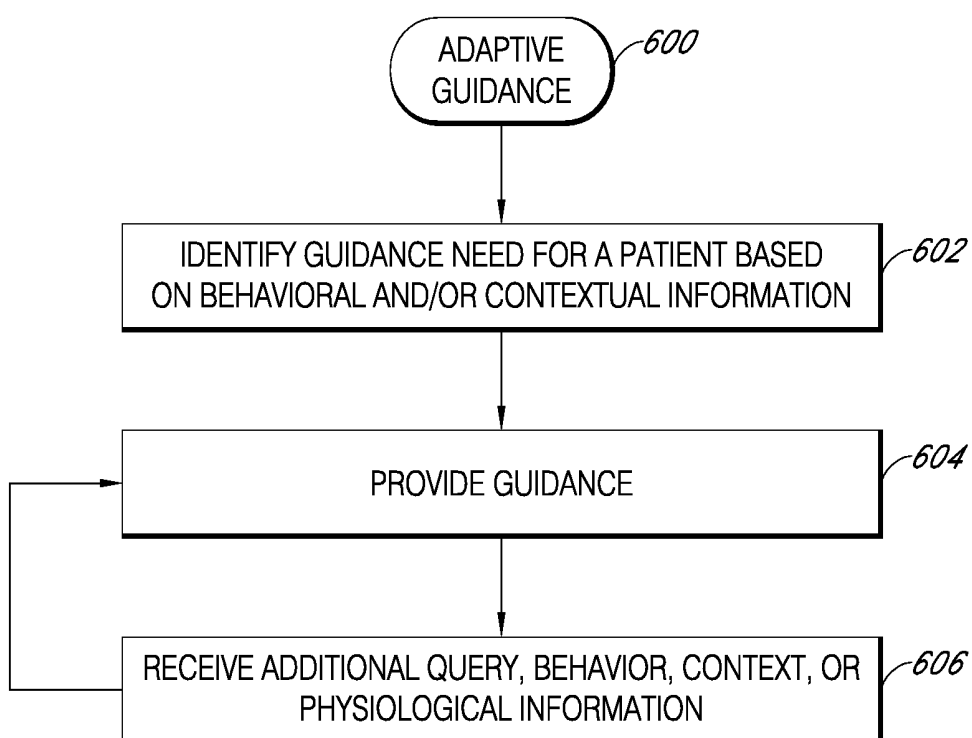 ADAPTIVE
GUIDANCE
600
IDENTIFY GUIDANCE NEED FOR A PATIENT BASED
ON BEHAVIORAL AND/OR CONTEXTUAL INFORMATION
602
PROVIDE GUIDANCE
604
RECEIVE ADDITIONAL QUERY, BEHAVIOR, CONTEXT, OR
PHYSIOLOGICAL INFORMATION
606